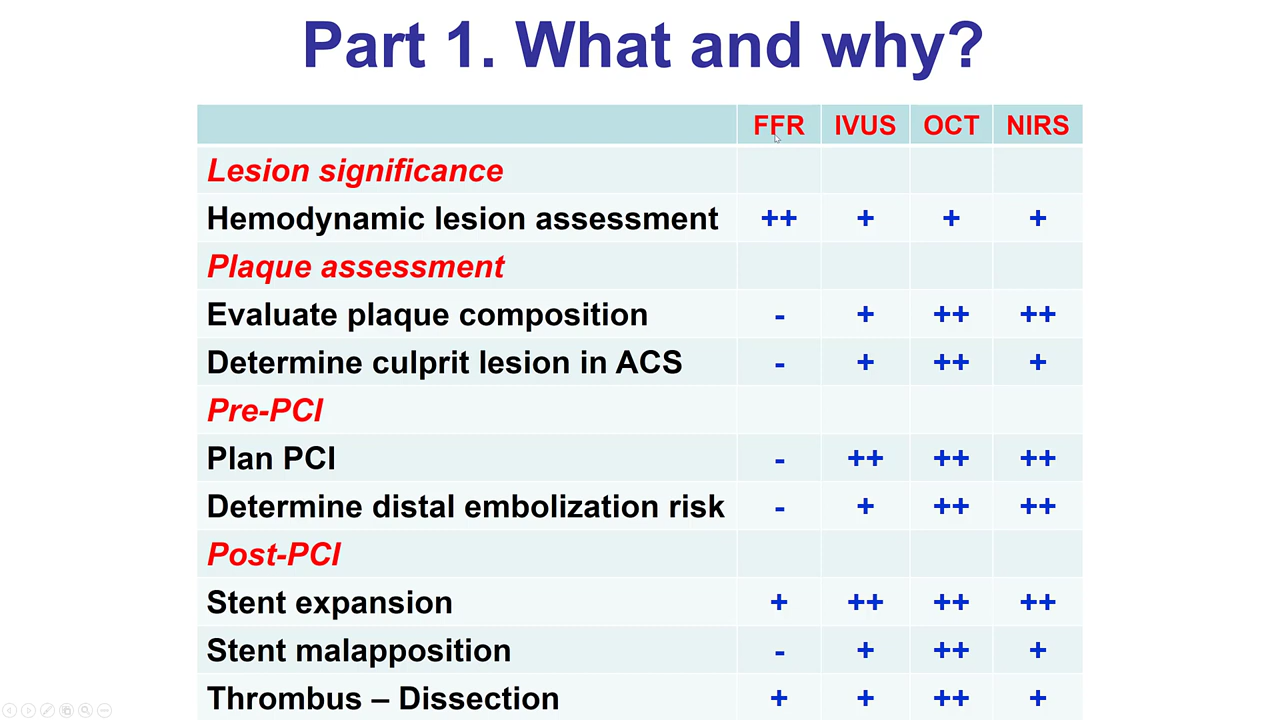 Part 1. What and why?
FFR IVUS OCT NIRS
Lesion significance
Hemodynamic lesion assessment ++ + + +
Plaque assessment
Evaluate plaque composition - + ++ ++
Determine culprit lesion in ACS - + ++ +
Pre-PCI
Plan PCI - ++ ++ ++
Determine distal embolization risk - + ++ ++
Post-PCI
Stent expansion + ++ ++ ++
Stent malapposition - + ++ +
Thrombus – Dissection + + ++ +